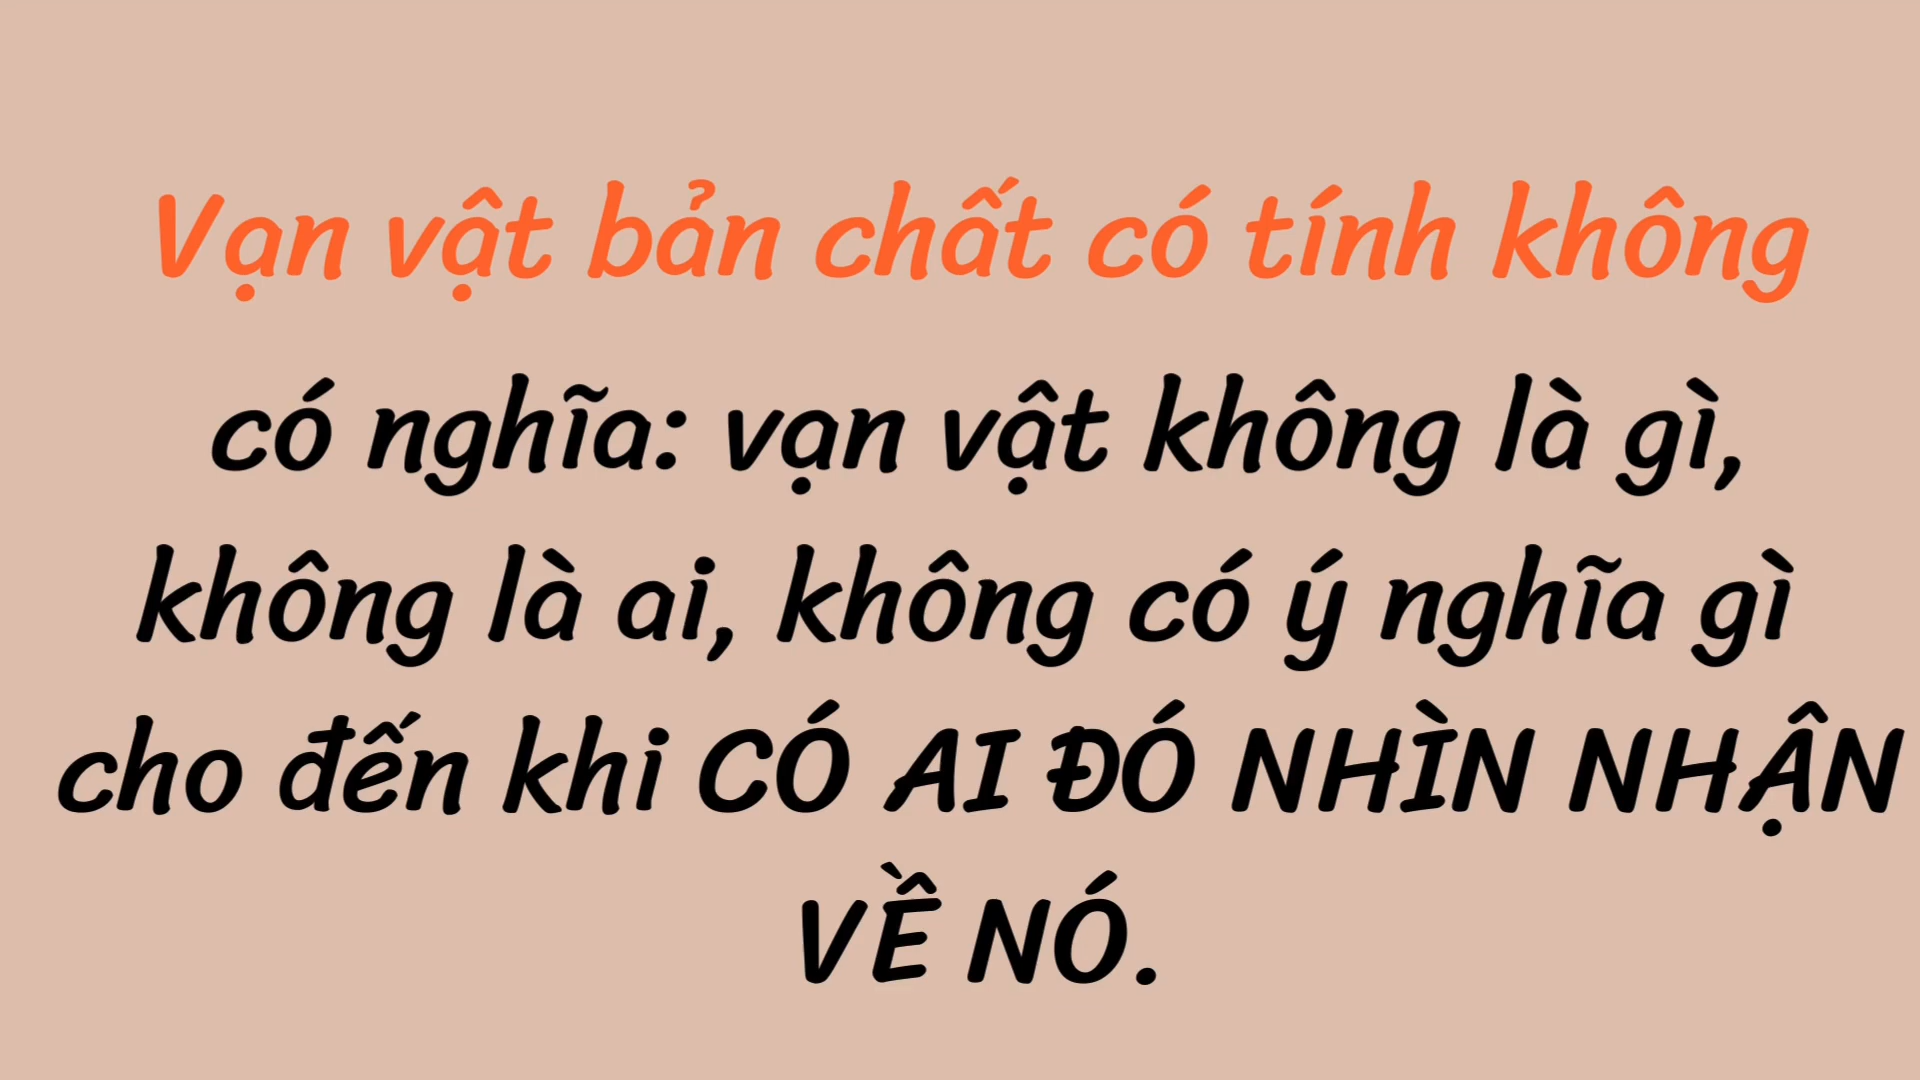 Vạn vật bản chất có tính không
có nghĩa: vạn vật không là gì,
không là ai, không có ý nghĩa gì
cho đến khi CÓ AI ĐÓ NHÌN NHẬN
VỀ NÓ.